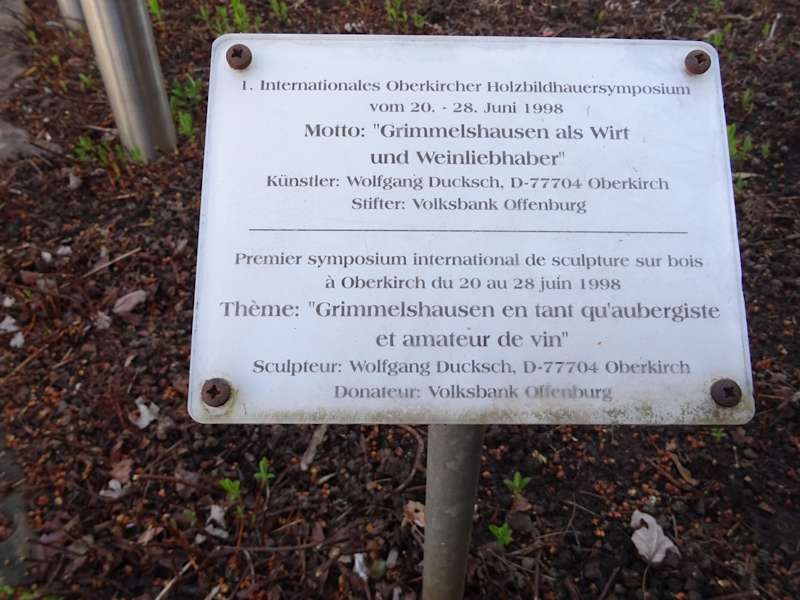 1. Internationales Oberkircher Holzbildhauersymposium
vom 20. - 28. Juni 1998
Motto: "Grimmelshausen als Wirt
und Weinliebhaber"
Künstler: Wolfgang Ducksch, D-77704 Oberkirch
Stifter: Volksbank Offenburg
Premier symposium international de sculpture sur bois
à Oberkirch du 20 au 28 juin 1998
Thème: "Grimmelshausen en tant qu'aubergiste
et amateur de vin"
Sculpteur: Wolfgang Ducksch, D-77704 Oberkirch
Donateur: Volksbank Offenburg